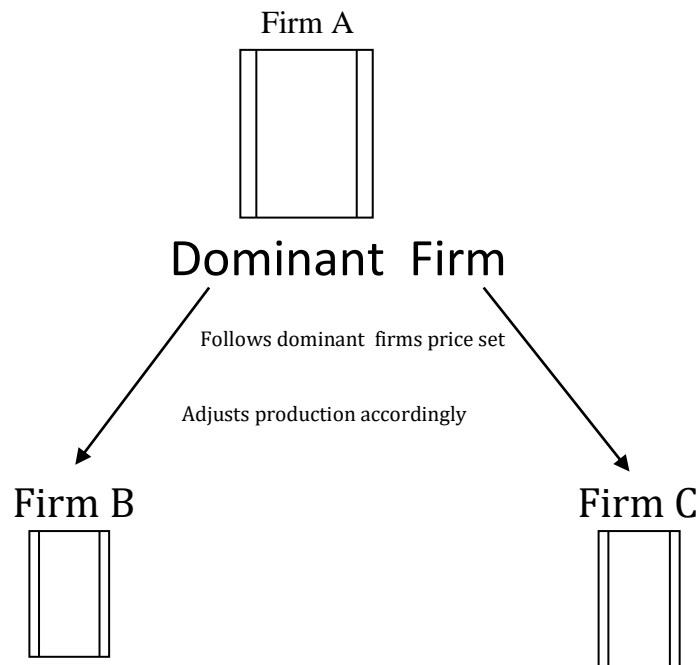 Firm A
Dominant Firm
Follows dominant firms price set
Adjusts production accordingly
Firm B
Firm C